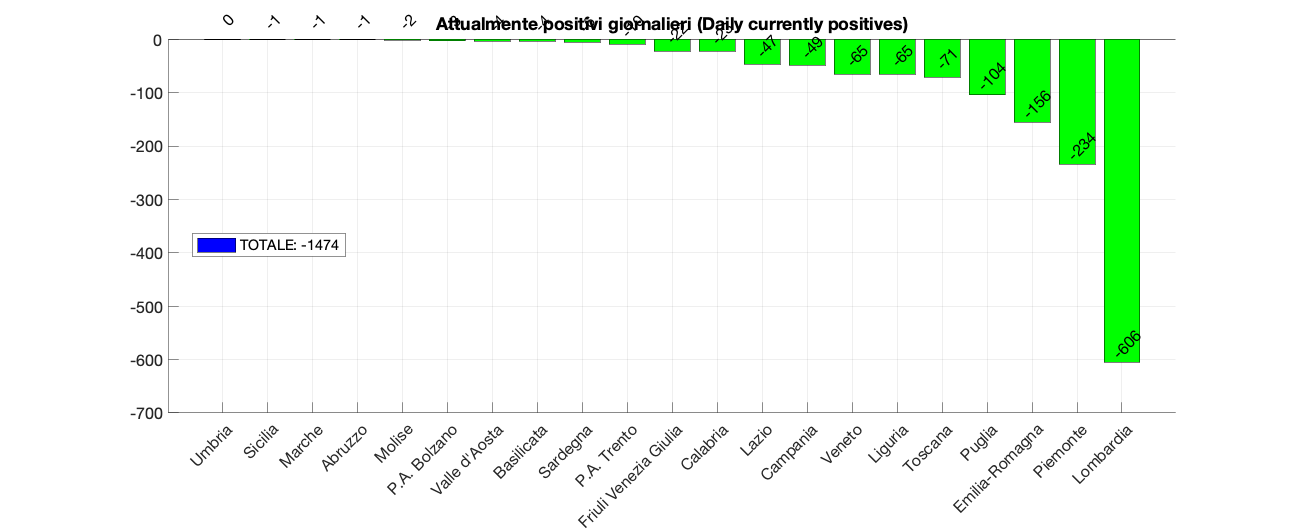 Attualmente positivi giornalieri (Daily currently positives)
0 -1 -1 -1 -2 -47 -49 -65 -65 -71 -104 -156 -234 -606
0
-100
-200
-300
-400
-500
-600
-700
TOTALE: -1474
Umbria
Sicilia
Marche
Abruzzo
Molise
P.A. Bolzano
Valle d'Aosta
Basilicata
Sardegna
P.A. Trento
Friuli Venezia Giulia
Calabria
Lazio
Campania
Veneto
Liguria
Toscana
Puglia
Emilia-Romagna
Piemonte
Lombardia